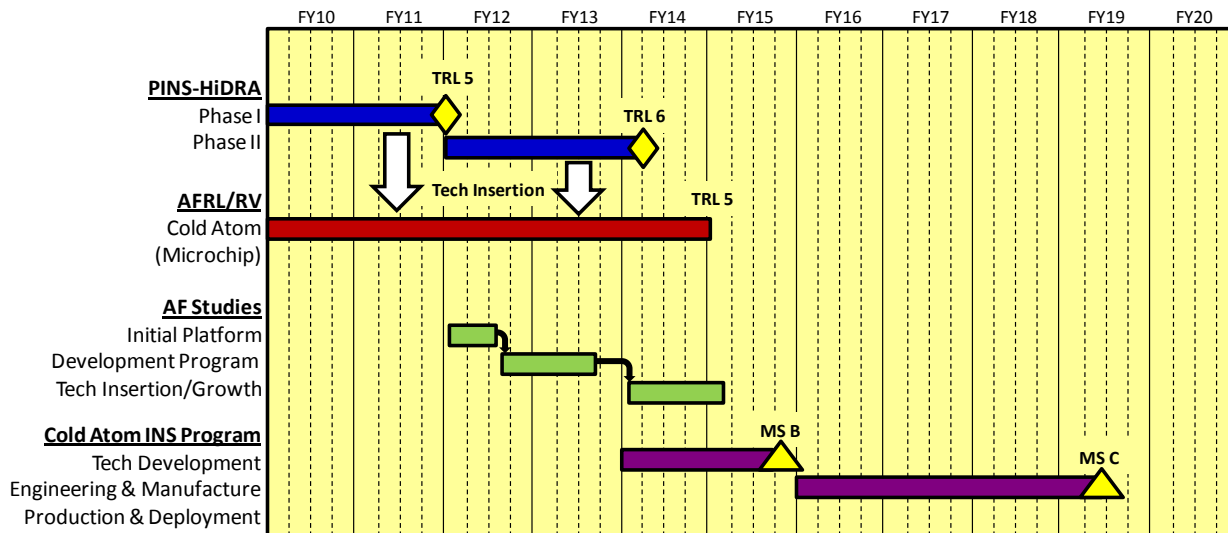 FY10 FY11 FY12 FY13 FY14 FY15 FY16 FY17 FY18 FY19 FY20
TRL 5
PINS-HiDRA
Phase I
TRL 6
Phase II
Tech Insertion
TRL 5
AFRL/RV
Cold Atom
(Microchip)
AF Studies
Initial Platform
Development Program
Tech Insertion/Growth
Cold Atom INS Program
MS B
Tech Development
MS C
Engineering & Manufacture
Production & Deployment